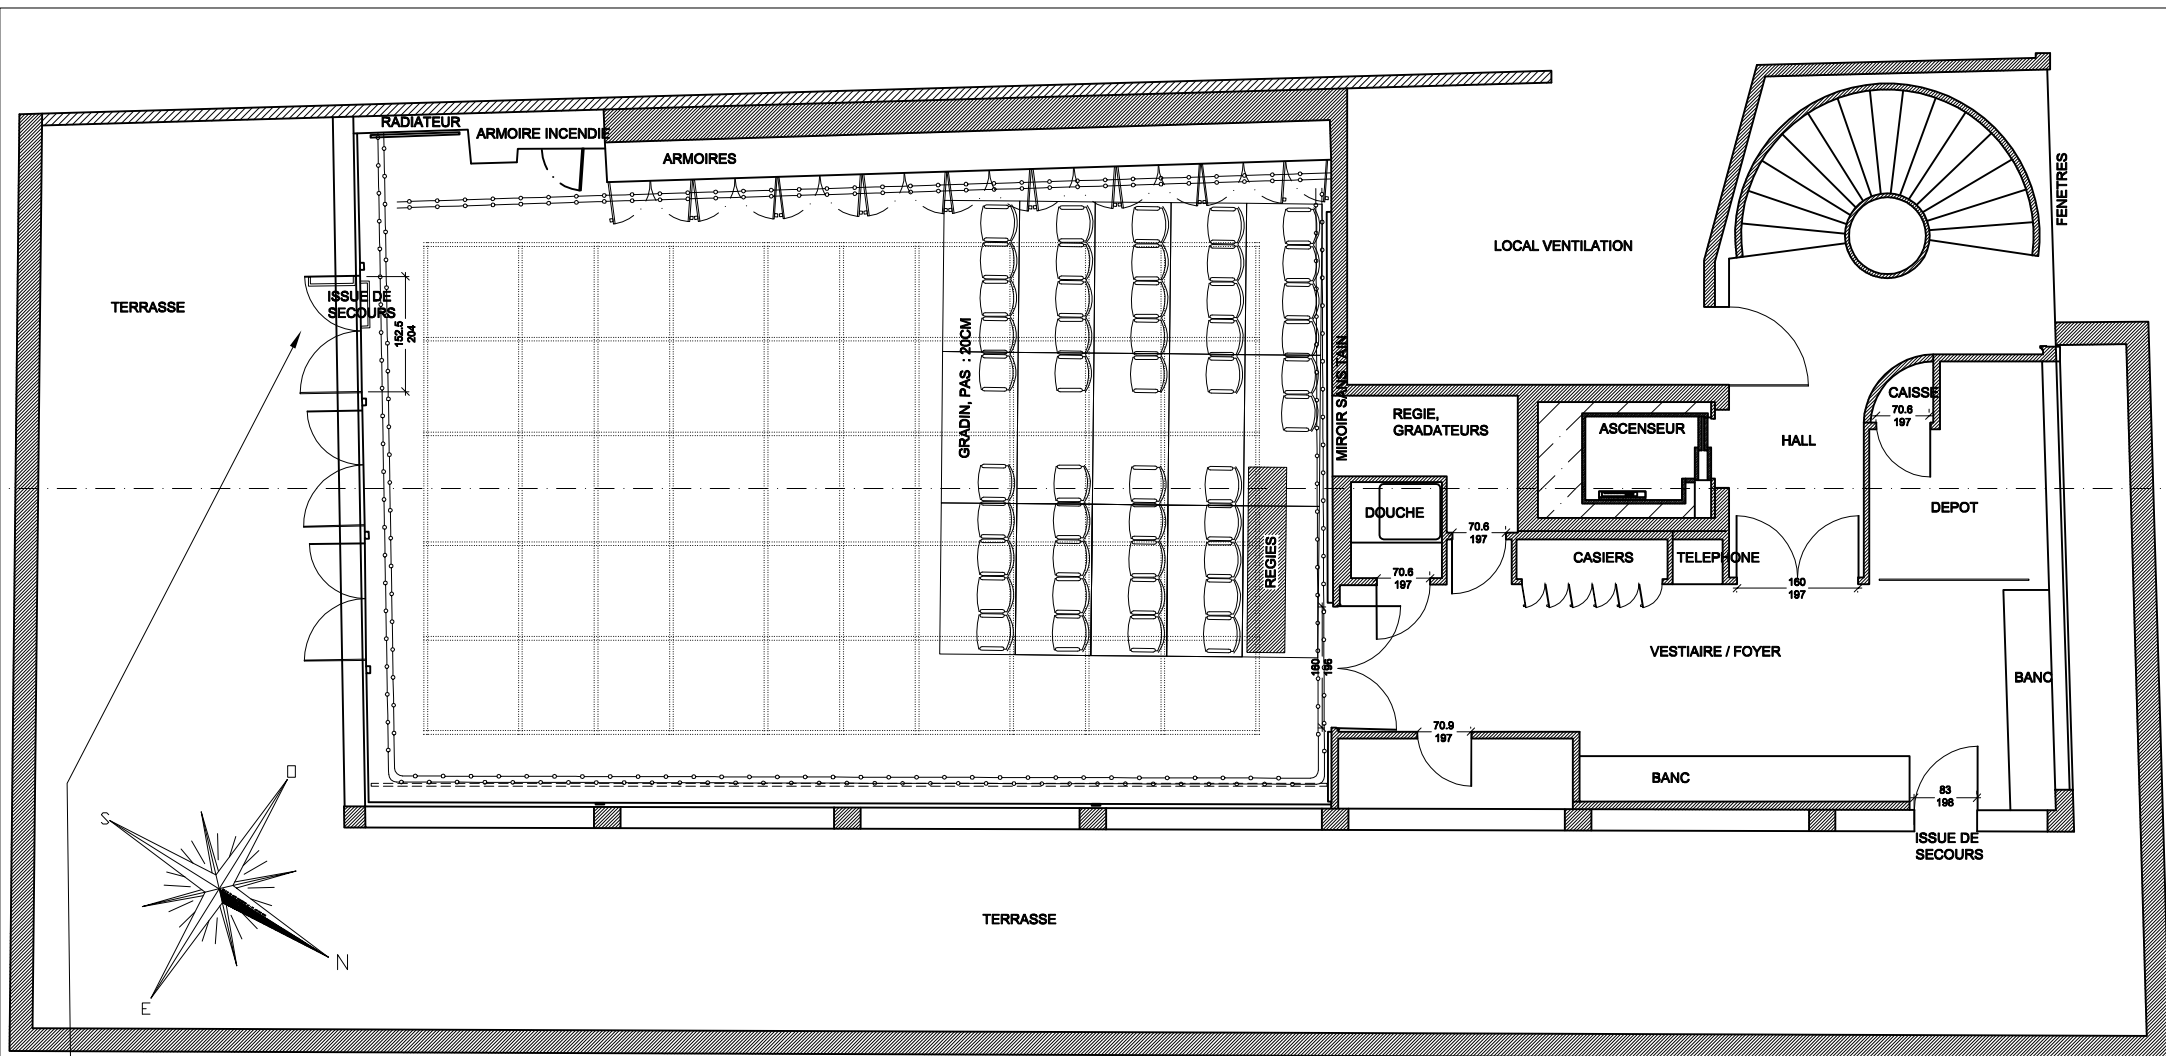 RADIATEUR
ARMOIRE INCENDIE
ARMOIRES
FENETRES
LOCAL VENTILATION
TERRASSE
ISSUE DE
SECOURS
152.5
204
GRADIN, PAS : 20CM
MIROIR SANS TAIN
REGIE,
GRADATEURS
ASCENSEUR
HALL
CAISSE
70.6
197
DOUCHE
DEPOT
70.6
197
REGIES
70.6
197
CASIERS
TELEPHONE
160
197
VESTIAIRE / FOYER
160
196
BANC
70.9
197
BANC
83
198
ISSUE DE
SECOURS
TERRASSE
O
S
N
E